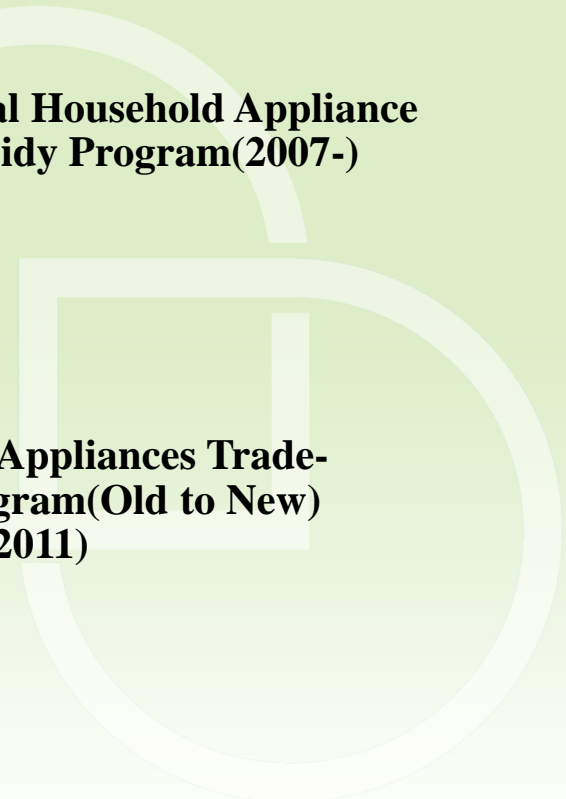 al Household Appliance
idy Program(2007-)
Appliances Trade-
gram(Old to New)
2011)